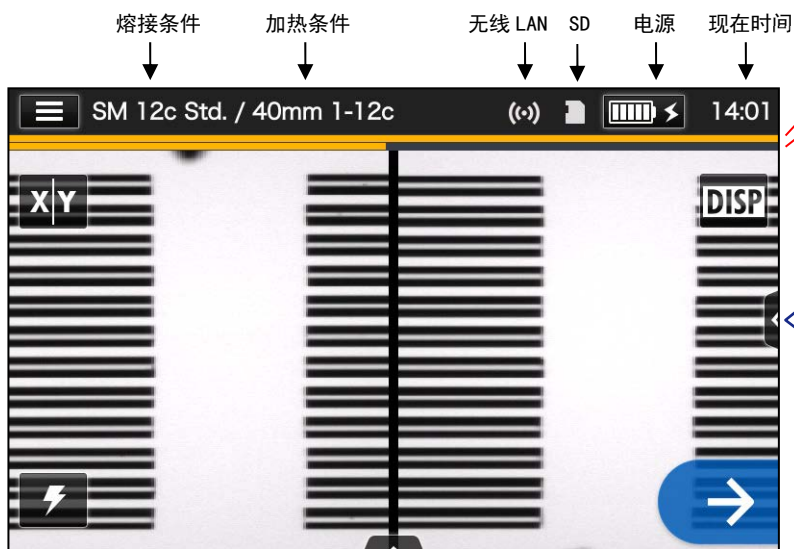 熔接条件 加热条件 无线 LAN SD 电源 现在时间
SM 12c Std. / 40mm 1-12c 14:01
X|Y DISP